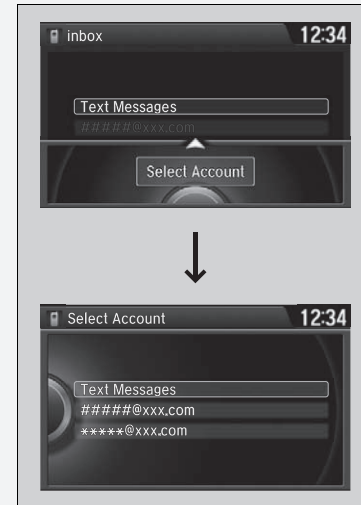 inbox 12:34
Text Messages
#####@xxx.com
Select Account
Select Account 12:34
Text Messages
#####@xxx.com
*****@xxx.com